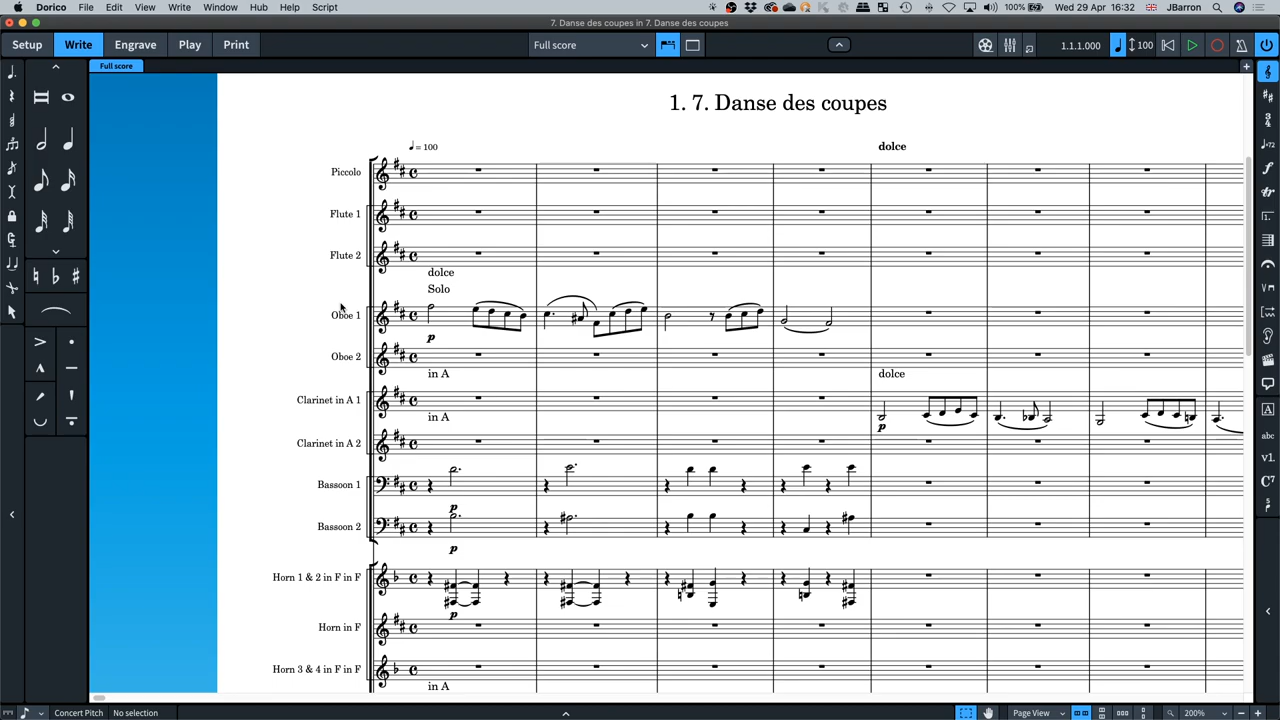 Dorico File Edit View Write Window Hub Help Script 100% Wed 29 Apr 16:32 JBarron
7. Danse des coupes in 7. Danse des coupes
Setup Write Engrave Play Print Full score 1.1.1.000 100
Full score
1. 7. Danse des coupes
= 100 dolce
Piccolo
Flute 1
Flute 2
dolce
Solo
Oboe 1
p
Oboe 2
in A dolce
Clarinet in A 1
in A p
Clarinet in A 2
Bassoon 1
p
Bassoon 2
p
Horn 1 & 2 in F in F
p
Horn in F
Horn 3 & 4 in F in F
in A
Concert Pitch No selection Page View 200%